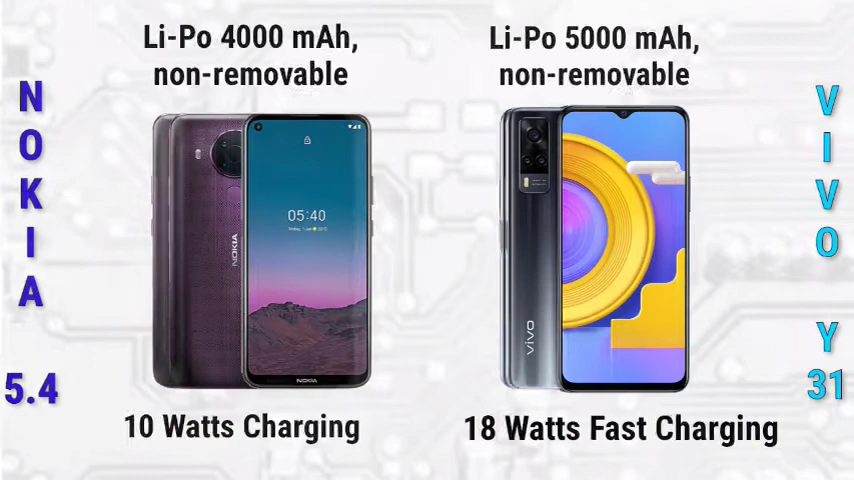 Li-Po 4000 mAh,
non-removable
Li-Po 5000 mAh,
non-removable
NOKIA
5.4
VIVO
Y
31
NOKIA
05:40
NOKIA
vivo
10 Watts Charging
18 Watts Fast Charging